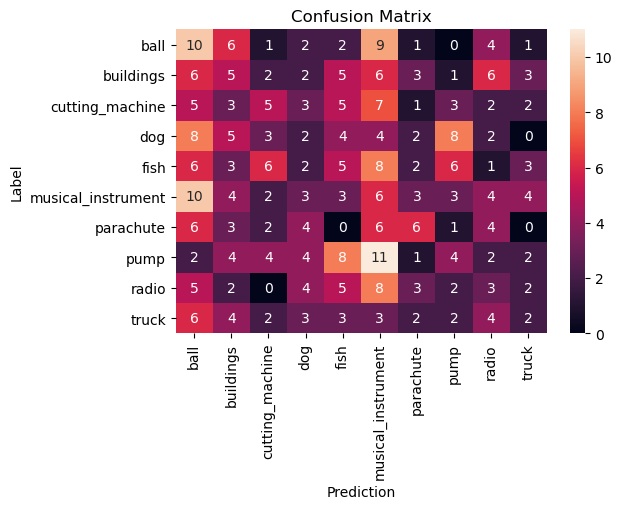 Confusion Matrix
ball 10 6 1 2 2 9 1 0 4 1
buildings 6 5 2 2 5 6 3 1 6 3
cutting_machine 5 3 5 3 5 7 1 3 2 2
dog 8 5 3 2 4 4 2 8 2 0
fish 6 3 6 2 5 8 2 6 1 3
musical_instrument 10 4 2 3 3 6 3 3 4 4
parachute 6 3 2 4 0 6 6 1 4 0
pump 2 4 4 4 8 11 1 4 2 2
radio 5 2 0 4 5 8 3 2 3 2
truck 6 4 2 3 3 3 2 2 4 2
ball buildings cutting_machine dog fish musical_instrument parachute pump radio truck
Prediction
Label
10
8
6
4
2
0